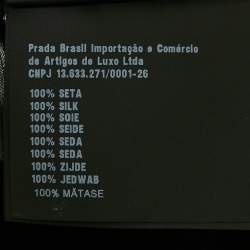 Prada Brasil Importação e Comércio
de Artigos de Luxo Ltda
CNPJ 13.633.271/0001-26
100% SETA
100% SILK
100% SOIE
100% SEIDE
100% SEDA
100% SEDA
100% ZIJDE
100% JEDWAB
100% MĂTASE